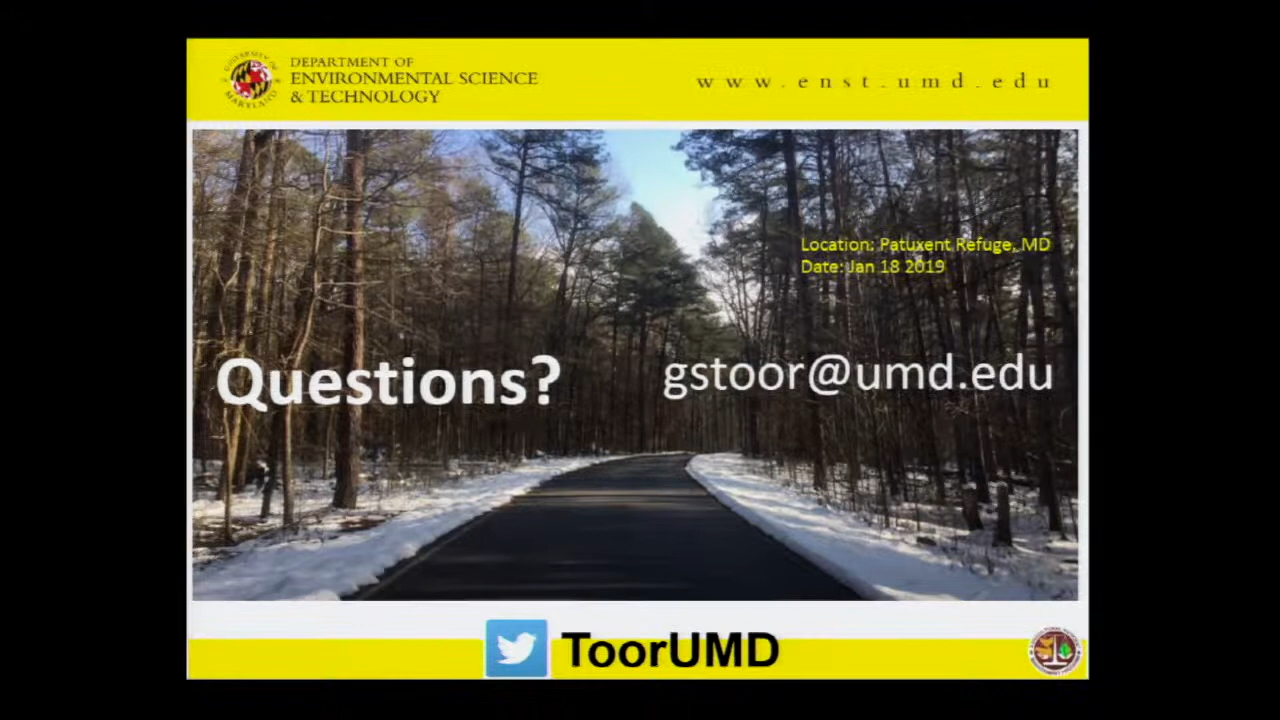 DEPARTMENT OF
ENVIRONMENTAL SCIENCE
& TECHNOLOGY
www.enst.umd.edu
Location: Patuxent Refuge, MD
Date: Jan 18 2019
Questions?
gstoor@umd.edu
ToorUMD